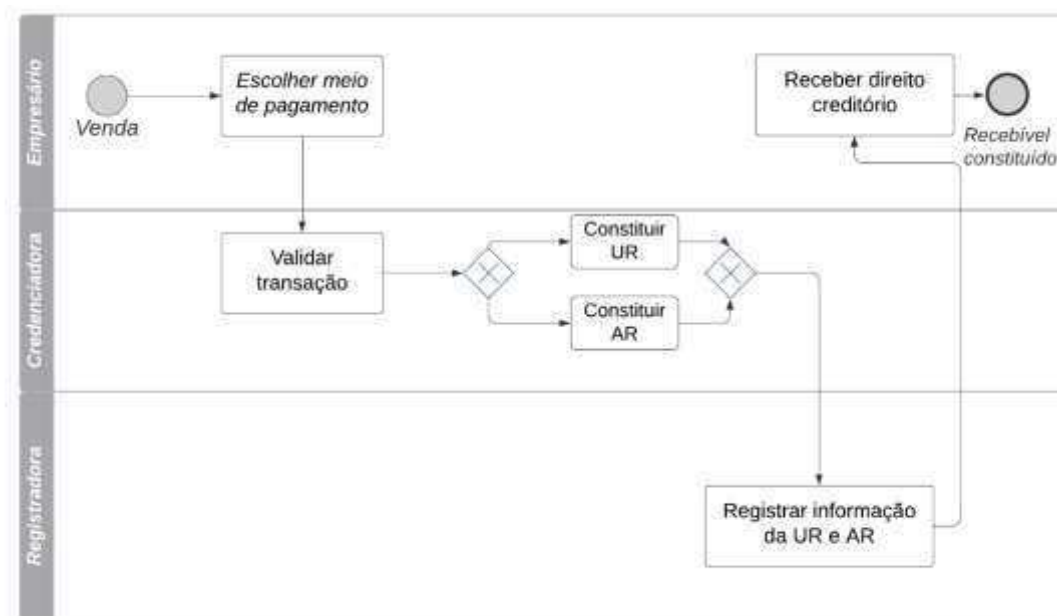 Empresário
Venda
Escolher meio
de pagamento
Receber direito
creditório
Recebível
constituído
Credenciadora
Validar
transação
Constituir
UR
Constituir
AR
Registradora
Registrar informação
da UR e AR